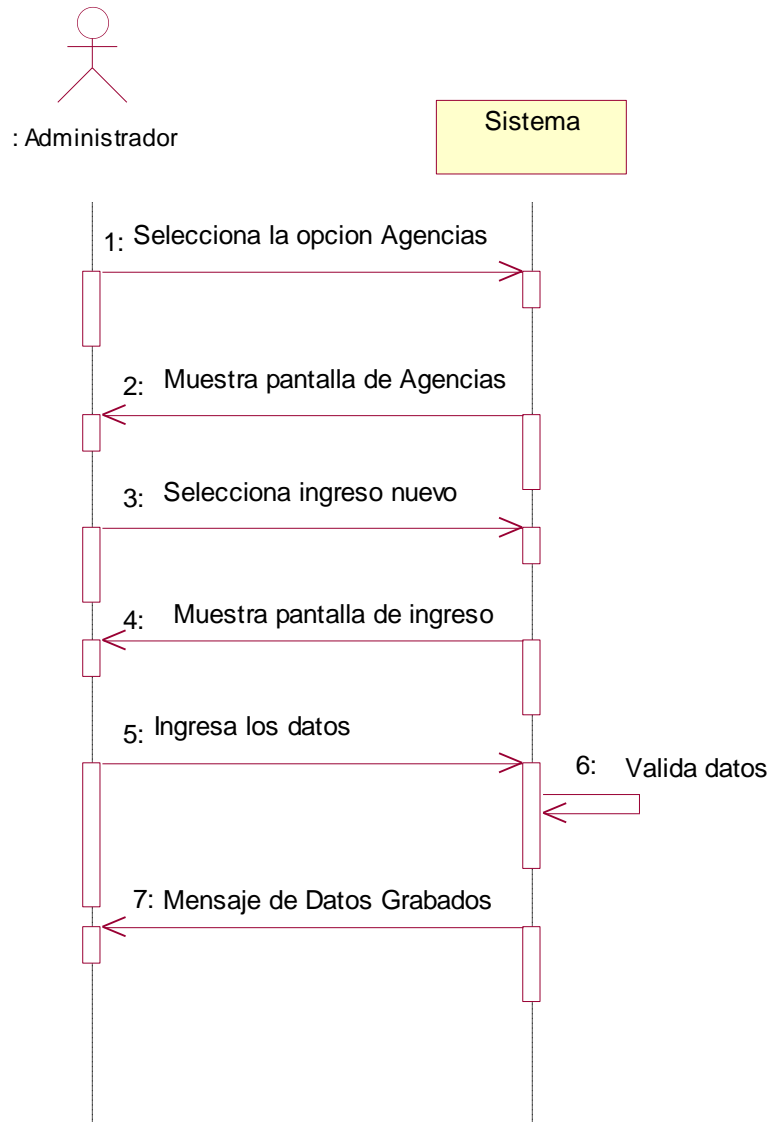 : Administrador
Sistema
1: Selecciona la opcion Agencias
2: Muestra pantalla de Agencias
3: Selecciona ingreso nuevo
4: Muestra pantalla de ingreso
5: Ingresa los datos
6: Valida datos
7: Mensaje de Datos Grabados